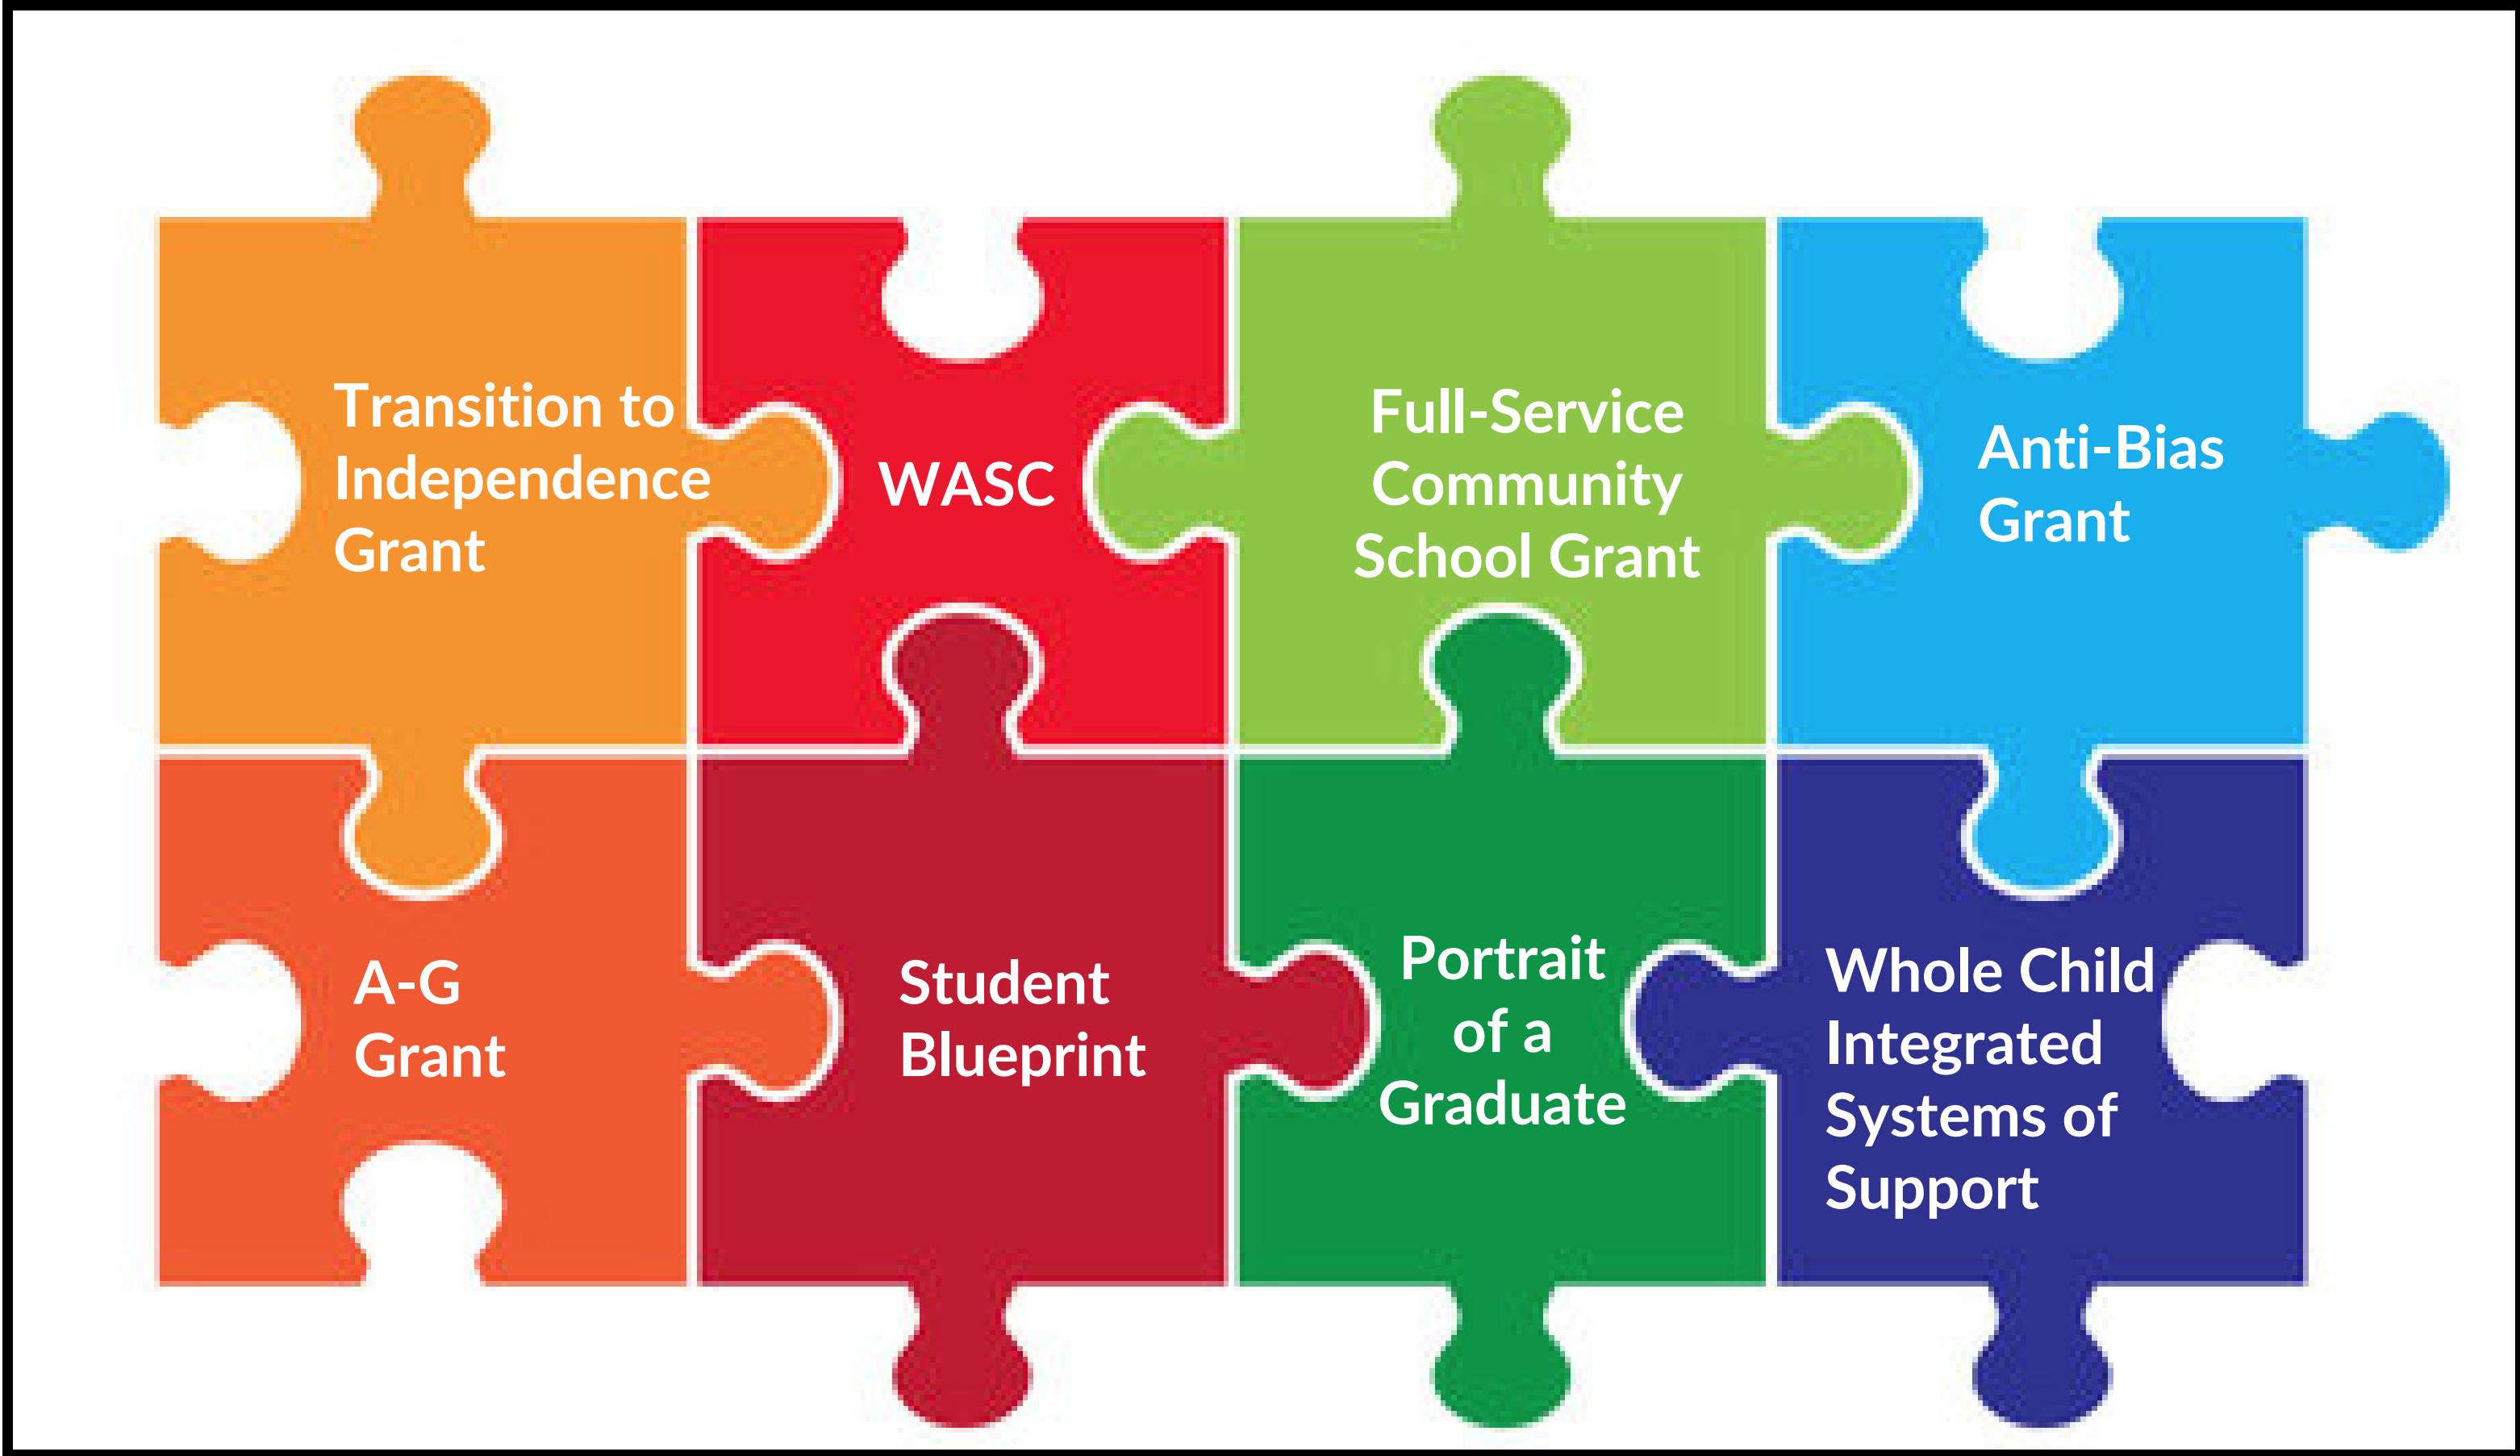 Transition to
Independence
Grant
WASC
Full-Service
Community
School Grant
Anti-Bias
Grant
A-G
Grant
Student
Blueprint
Portrait
of a
Graduate
Whole Child
Integrated
Systems of
Support